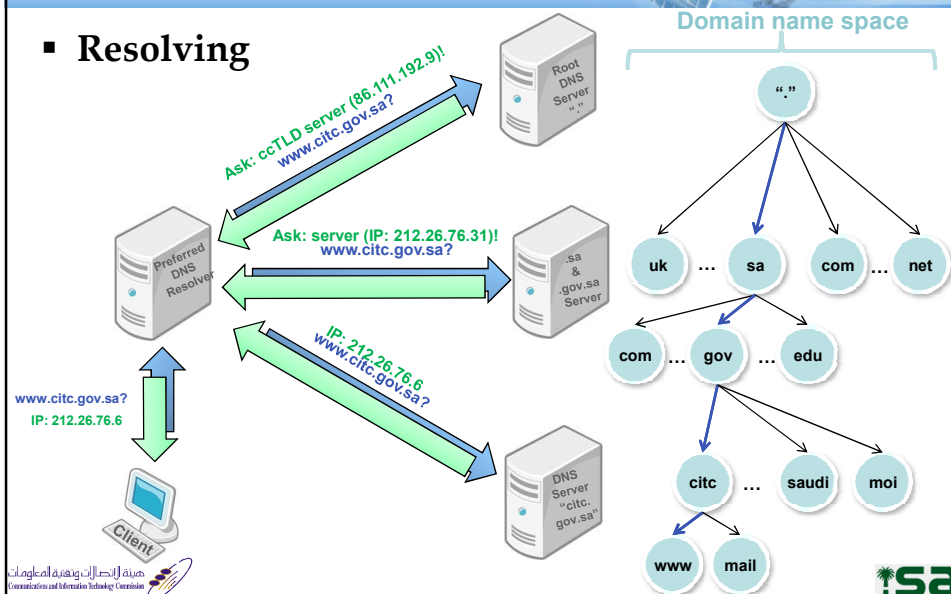 Domain name space
▪ Resolving
Root
DNS
Server
“.”
Ask: ccTLD server (86.111.192.9)!
www.citc.gov.sa?
Preferred
DNS
Resolver
Ask: server (IP: 212.26.76.31)!
www.citc.gov.sa?
.sa
&
.gov.sa
Server
IP: 212.26.76.6
www.citc.gov.sa?
www.citc.gov.sa?
IP: 212.26.76.6
DNS
Server
“citc.
gov.sa”
Client
“.”
uk ... sa com ... net
com ... gov ... edu
citc ... saudi moi
www mail
هيئة الاتصالات وتقنية المعلومات
Communications and Information Technology Commission
sa